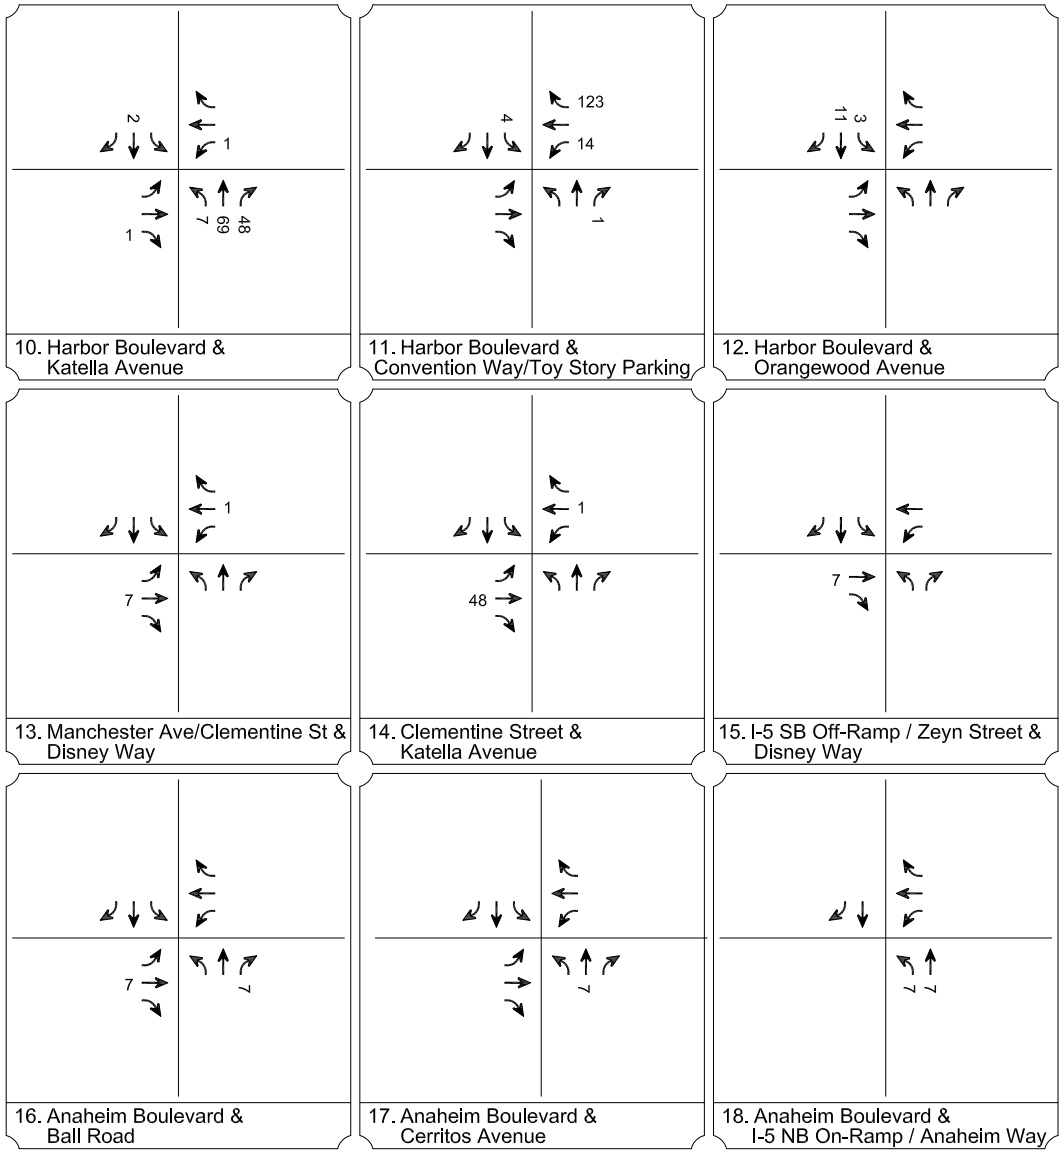 2
1
1
7 69 48
10. Harbor Boulevard &
Katella Avenue
4
123
14
1
11. Harbor Boulevard &
Convention Way/Toy Story Parking
11 3
12. Harbor Boulevard &
Orangewood Avenue
1
7
13. Manchester Ave/Clementine St &
Disney Way
1
48
14. Clementine Street &
Katella Avenue
7
15. I-5 SB Off-Ramp / Zeyn Street &
Disney Way
7
7
16. Anaheim Boulevard &
Ball Road
7
17. Anaheim Boulevard &
Cerritos Avenue
7 7
18. Anaheim Boulevard &
I-5 NB On-Ramp / Anaheim Way